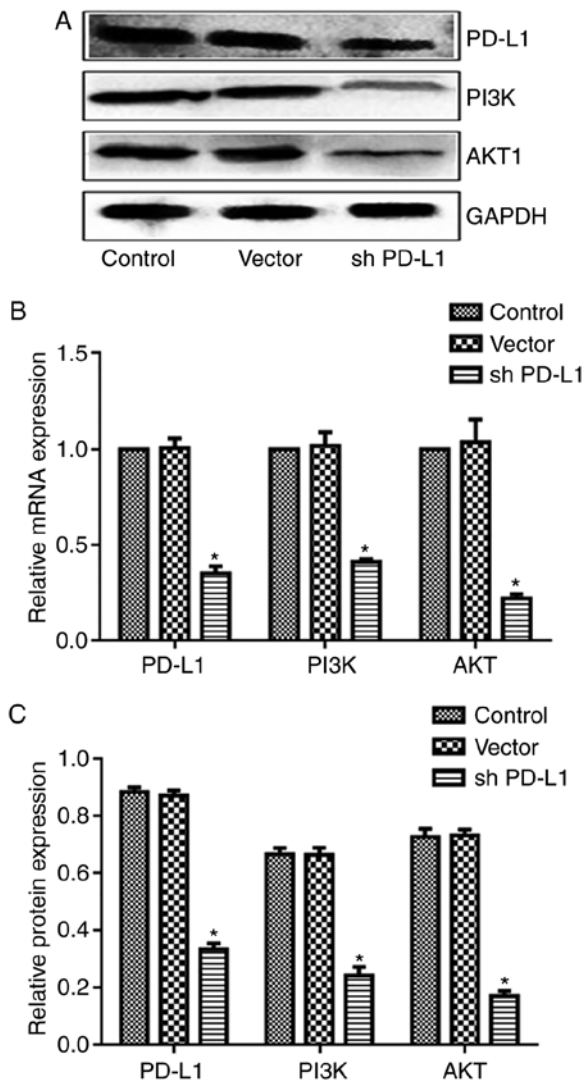 A
PD-L1
PI3K
AKT1
GAPDH
Control Vector sh PD-L1
B
Control
Vector
sh PD-L1
Relative mRNA expression
1.5
1.0
0.5
0.0
*
*
*
PD-L1 PI3K AKT
C
Control
Vector
sh PD-L1
Relative protein expression
1.0
0.8
0.6
0.4
0.2
0.0
*
*
*
PD-L1 PI3K AKT